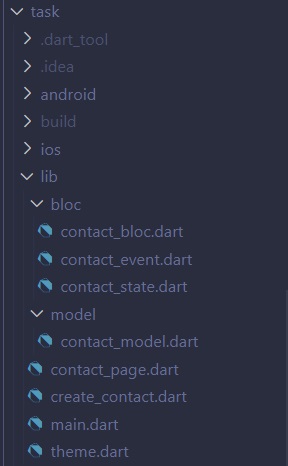 task
.dart_tool
.idea
android
build
ios
lib
bloc
contact_bloc.dart
contact_event.dart
contact_state.dart
model
contact_model.dart
contact_page.dart
create_contact.dart
main.dart
theme.dart